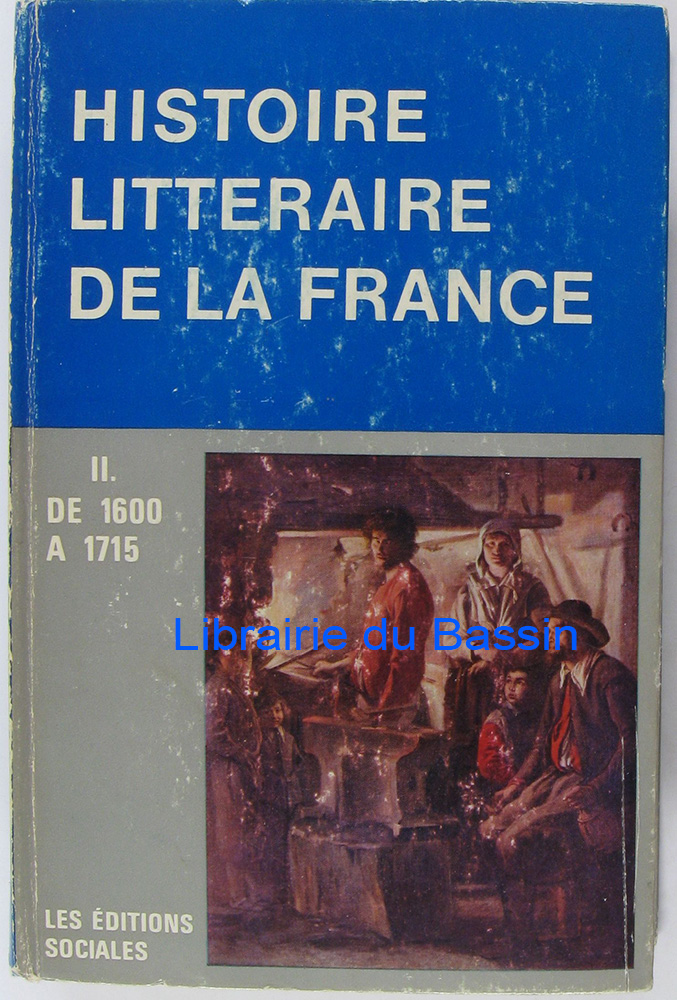 HISTOIRE
LITTERAIRE
DE LA FRANCE
II.
DE 1600
A 1715
Librairie du Bassin
LES ÉDITIONS
SOCIALES